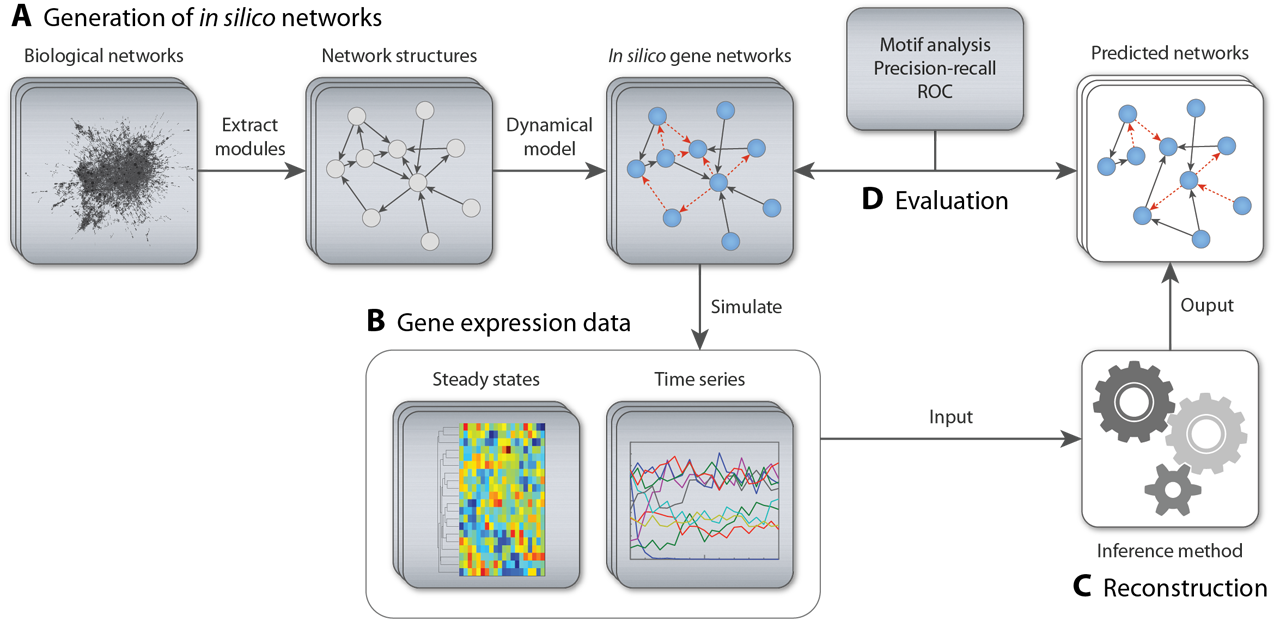 A Generation of in silico networks
Biological networks
Network structures
In silico gene networks
Motif analysis
Precision-recall
ROC
Predicted networks
Extract
modules
Dynamical
model
D Evaluation
Simulate
B Gene expression data
Ouput
Steady states
Time series
Input
Inference method
C Reconstruction